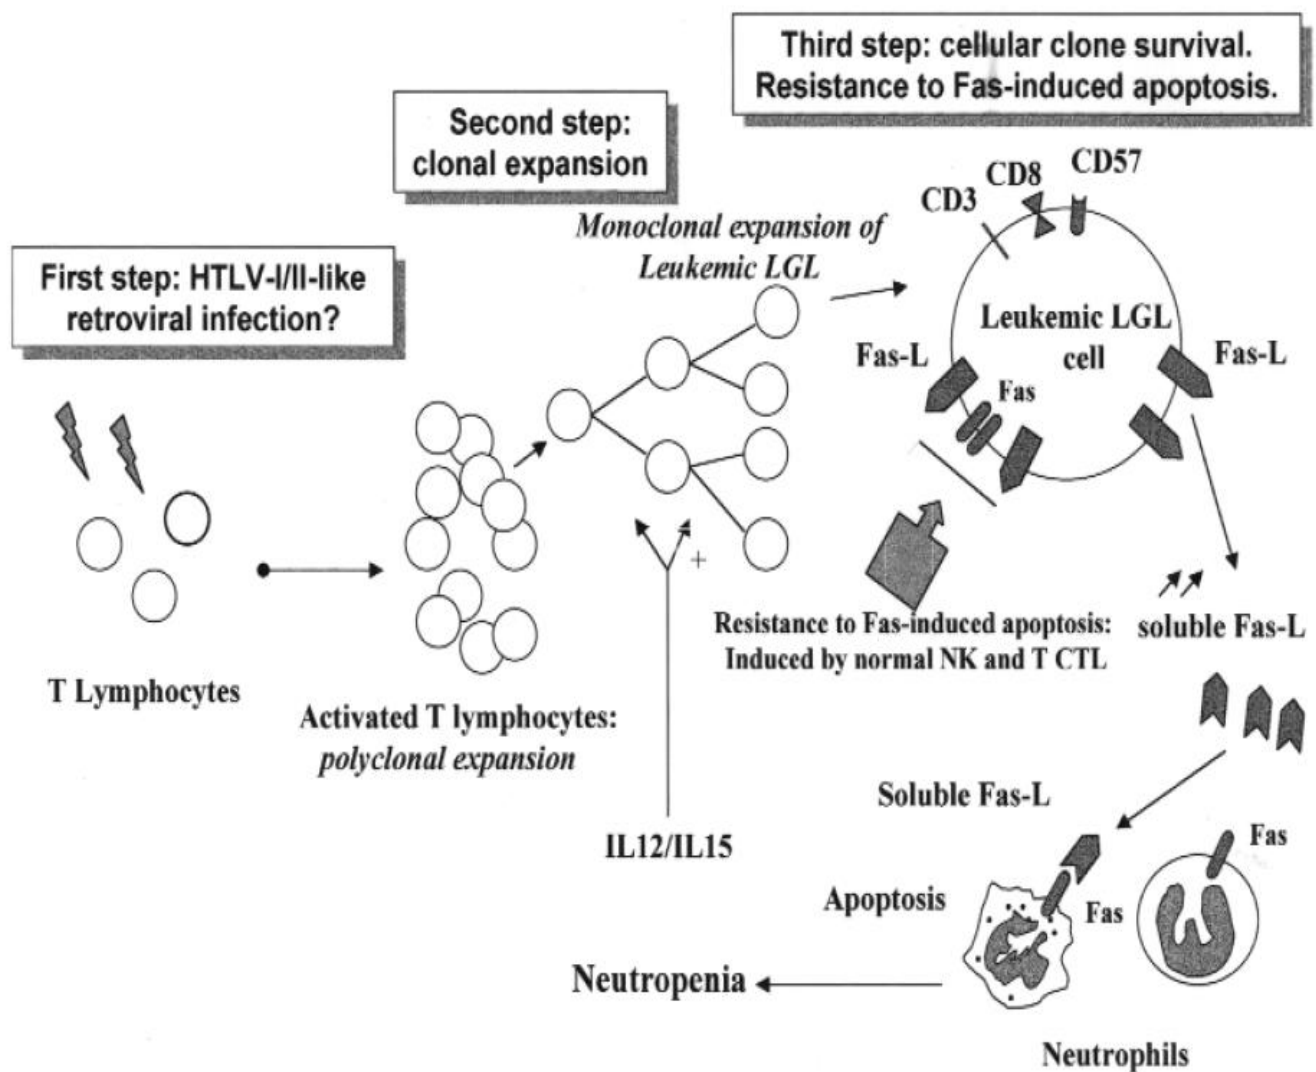 Third step: cellular clone survival.
Resistance to Fas-induced apoptosis.
Second step:
clonal expansion
First step: HTLV-I/II-like
retroviral infection?
Monoclonal expansion of
Leukemic LGL
CD3
CD8
CD57
Leukemic LGL
cell
Fas-L
Fas
Fas-L
T Lymphocytes
Activated T lymphocytes:
polyclonal expansion
+
IL12/IL15
Resistance to Fas-induced apoptosis:
Induced by normal NK and T CTL
soluble Fas-L
Soluble Fas-L
Fas
Apoptosis
Fas
Neutropenia
Neutrophils